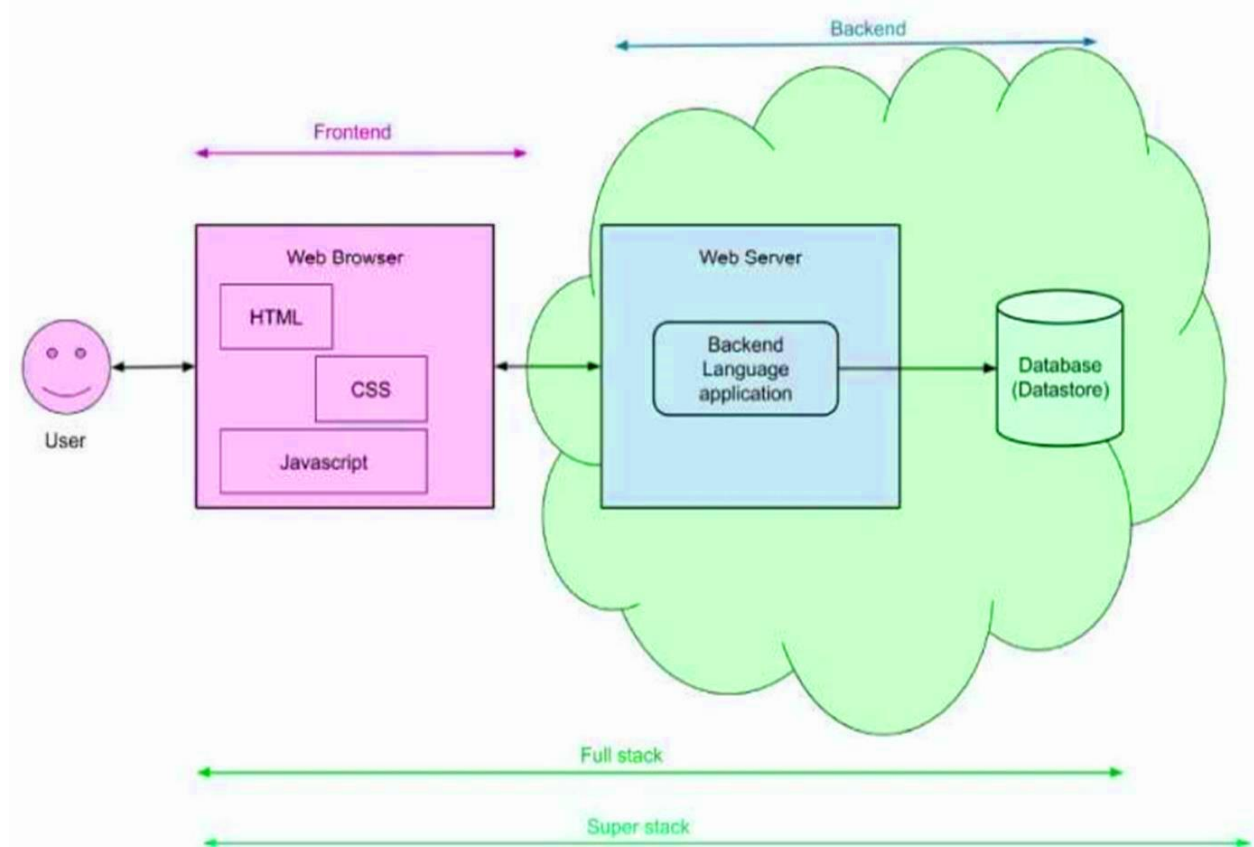 Backend
Frontend
Web Browser
HTML
CSS
Javascript
User
Web Server
Backend
Language
application
Database
(Datastore)
Full stack
Super stack